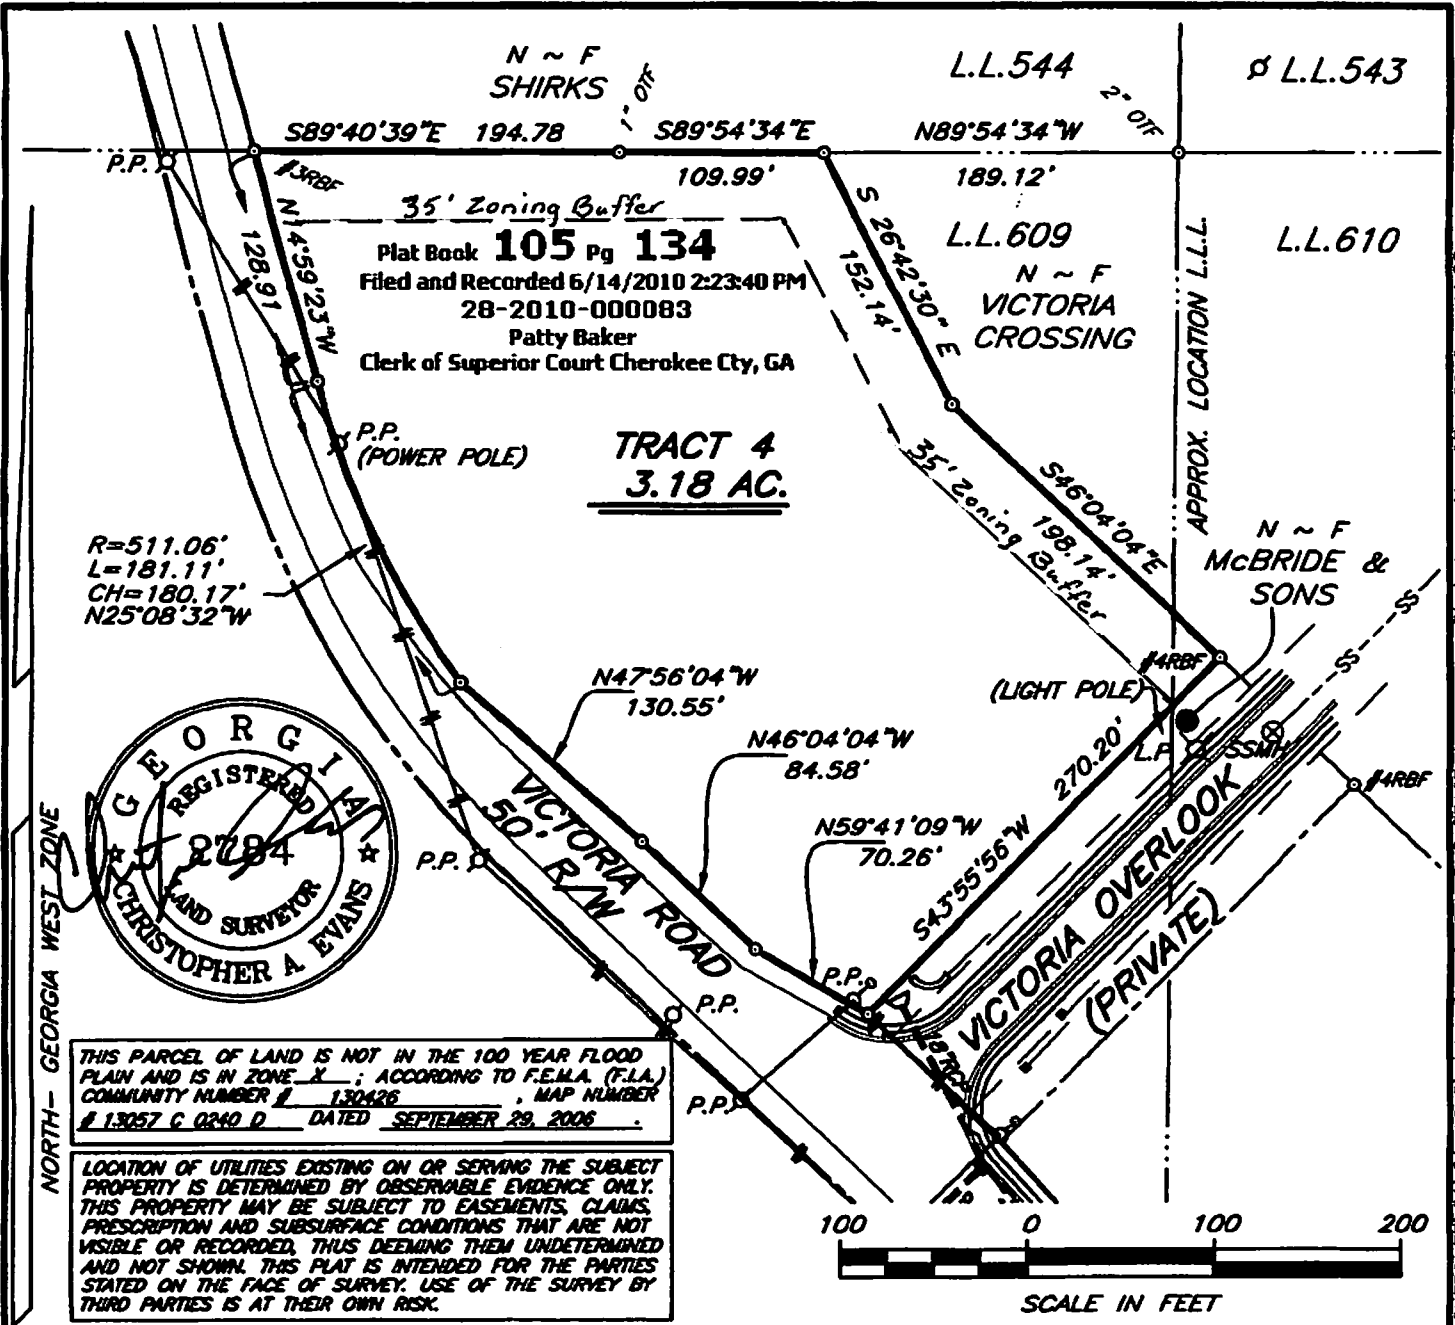 N ~ F
SHIRKS
1" OTF
L.L.544
2" OTF
L.L.543
S89°40'39"E 194.78
S89°54'34"E
109.99'
N89°54'34"W
189.12'
P.P.
#3RBF
35' Zoning Buffer
Plat Book 105 Pg 134
Filed and Recorded 6/14/2010 2:23:40 PM
28-2010-000083
Patty Baker
Clerk of Superior Court Cherokee Cty, GA
N14°59'23"W
128.91
S 26°42'30" E
152.14'
L.L.609
N ~ F
VICTORIA
CROSSING
L.L.610
APPROX. LOCATION L.L.L.
P.P.
(POWER POLE)
TRACT 4
3.18 AC.
35' Zoning Buffer
S46°04'04"E
198.14'
N ~ F
McBRIDE &
SONS
R=511.06'
L=181.11'
CH=180.17'
N25°08'32"W
SS
SS
#4RBF
(LIGHT POLE)
L.P.
SSMH
#4RBF
N47°56'04"W
130.55'
N46°04'04"W
84.58'
N59°41'09"W
70.26'
S43°55'56"W 270.20'
VICTORIA ROAD
50' R/W
VICTORIA OVERLOOK
(PRIVATE)
P.P.
P.P.
P.P.
P.P.
GEORGIA
REGISTERED
2784
LAND SURVEYOR
CHRISTOPHER A. EVANS
NORTH- GEORGIA WEST ZONE
THIS PARCEL OF LAND IS NOT IN THE 100 YEAR FLOOD
PLAIN AND IS IN ZONE X ; ACCORDING TO F.E.M.A. (F.I.A.)
COMMUNITY NUMBER # 130426 , MAP NUMBER
# 13057 C 0240 D DATED SEPTEMBER 29, 2006 .
LOCATION OF UTILITIES EXISTING ON OR SERVING THE SUBJECT
PROPERTY IS DETERMINED BY OBSERVABLE EVIDENCE ONLY.
THIS PROPERTY MAY BE SUBJECT TO EASEMENTS, CLAIMS,
PRESCRIPTION AND SUBSURFACE CONDITIONS THAT ARE NOT
VISIBLE OR RECORDED, THUS DEEMING THEM UNDETERMINED
AND NOT SHOWN. THIS PLAT IS INTENDED FOR THE PARTIES
STATED ON THE FACE OF SURVEY. USE OF THE SURVEY BY
THIRD PARTIES IS AT THEIR OWN RISK.
100 0 100 200
SCALE IN FEET